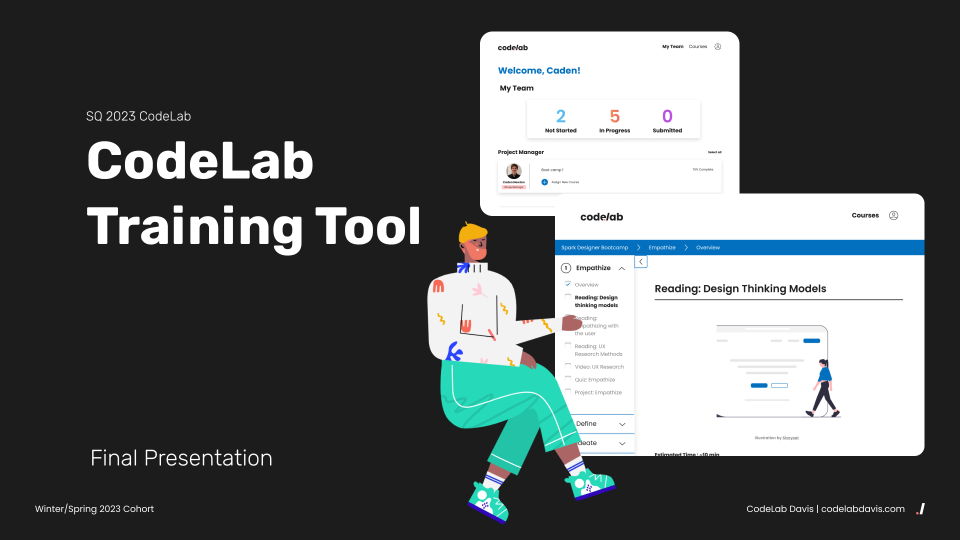 SQ 2023 CodeLab
CodeLab
Training Tool
Final Presentation
Winter/Spring 2023 Cohort
codelab
My Team Courses
Welcome, Caden!
My Team
2 5 0
Not Started In Progress Submitted
Project Manager
Select All
Boot camp 1
75% Complete
Assign New Course
codelab
Courses
Spark Designer Bootcamp > Empathize > Overview
1 Empathize
Overview
Reading: Design
thinking models
Reading:
Empathizing with
the user
Reading: UX
Research Methods
Video: UX Research
Quiz: Empathize
Project: Empathize
Define
Ideate
Reading: Design Thinking Models
Illustration by Storyset
Estimated Time: ~10 min
CodeLab Davis | codelabdavis.com